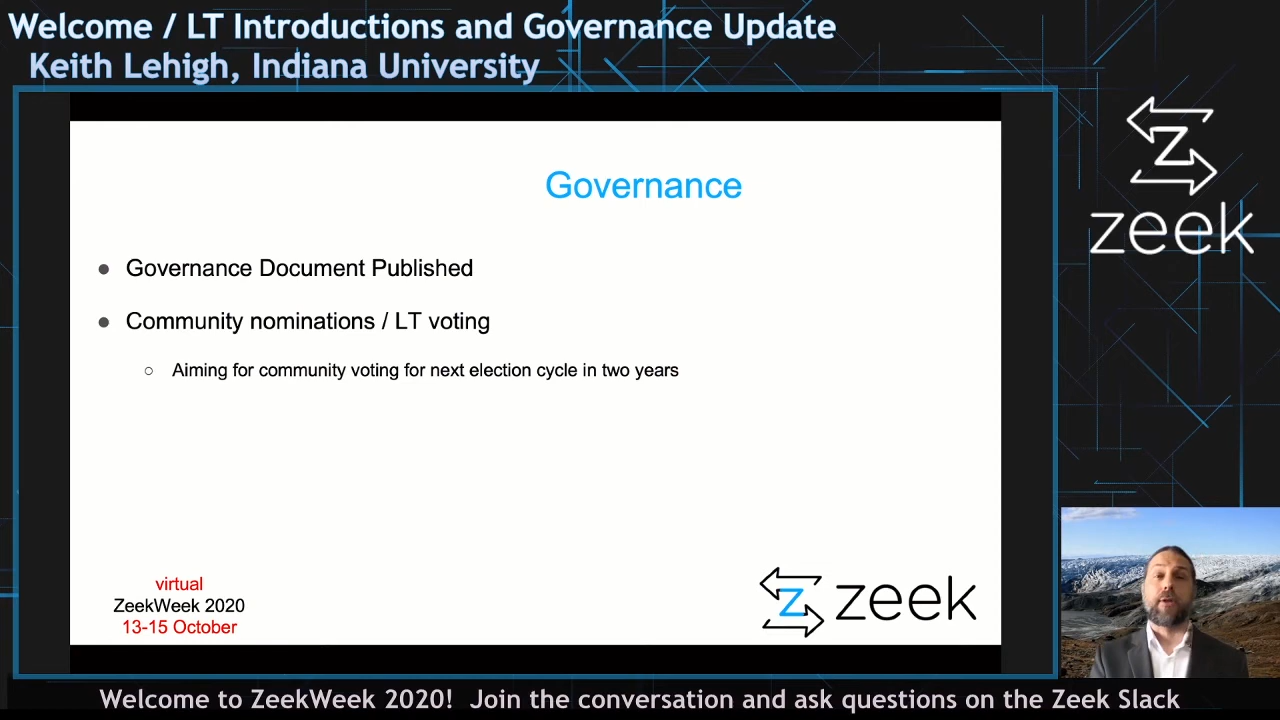 Welcome / LT Introductions and Governance Update
Keith Lehigh, Indiana University
Z
zeek
Governance
● Governance Document Published
● Community nominations / LT voting
○ Aiming for community voting for next election cycle in two years
virtual
ZeekWeek 2020
13-15 October
z
zeek
Welcome to ZeekWeek 2020! Join the conversation and ask questions on the Zeek Slack